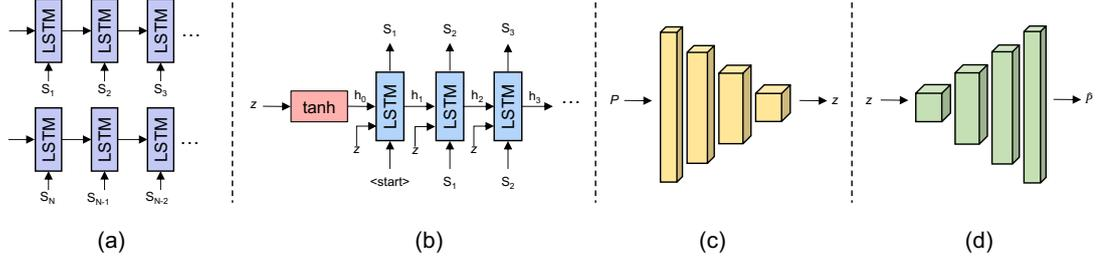 LSTM LSTM LSTM ...
S1 S2 S3
LSTM LSTM LSTM ...
SN SN-1 SN-2
(a)
S1 S2 S3
z tanh h0 LSTM h1 LSTM h2 LSTM h3 ...
z z z
<start> S1 S2
(b)
P z
(c)
z p̂
(d)